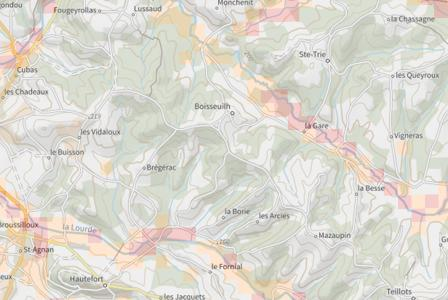 Fougeyrollas
Lussaud
Monchenit
la Chassagne
Ste-Trie
Cubas
les Chadeaux
les Queyroux
Boisseuilh
les Vidaloux
la Gare
Vigneras
le Buisson
Brégérac
la Besse
la Borie
les Arcies
la Lourde
Mazaupin
St-Agnan
Hautefort
le Fornial
les Jacquets
Teillots